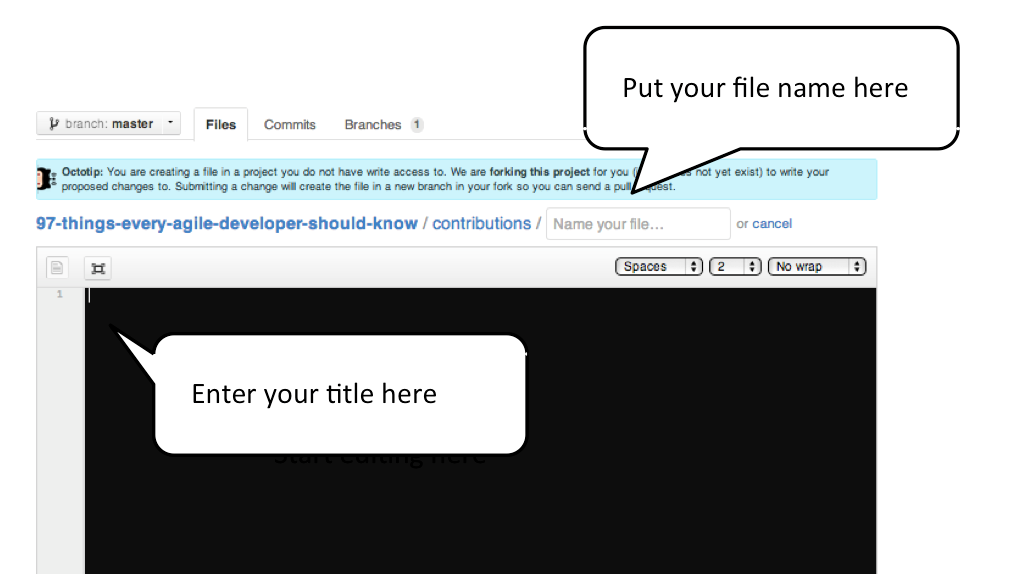 Put your file name here
branch: master
Files
Commits
Branches 1
Octotip: You are creating a file in a project you do not have write access to. We are forking this project for you ( not yet exist) to write your
proposed changes to. Submitting a change will create the file in a new branch in your fork so you can send a pull
97-things-every-agile-developer-should-know / contributions / Name your file... or cancel
Spaces 2 No wrap
1
Enter your title here
Start editing here